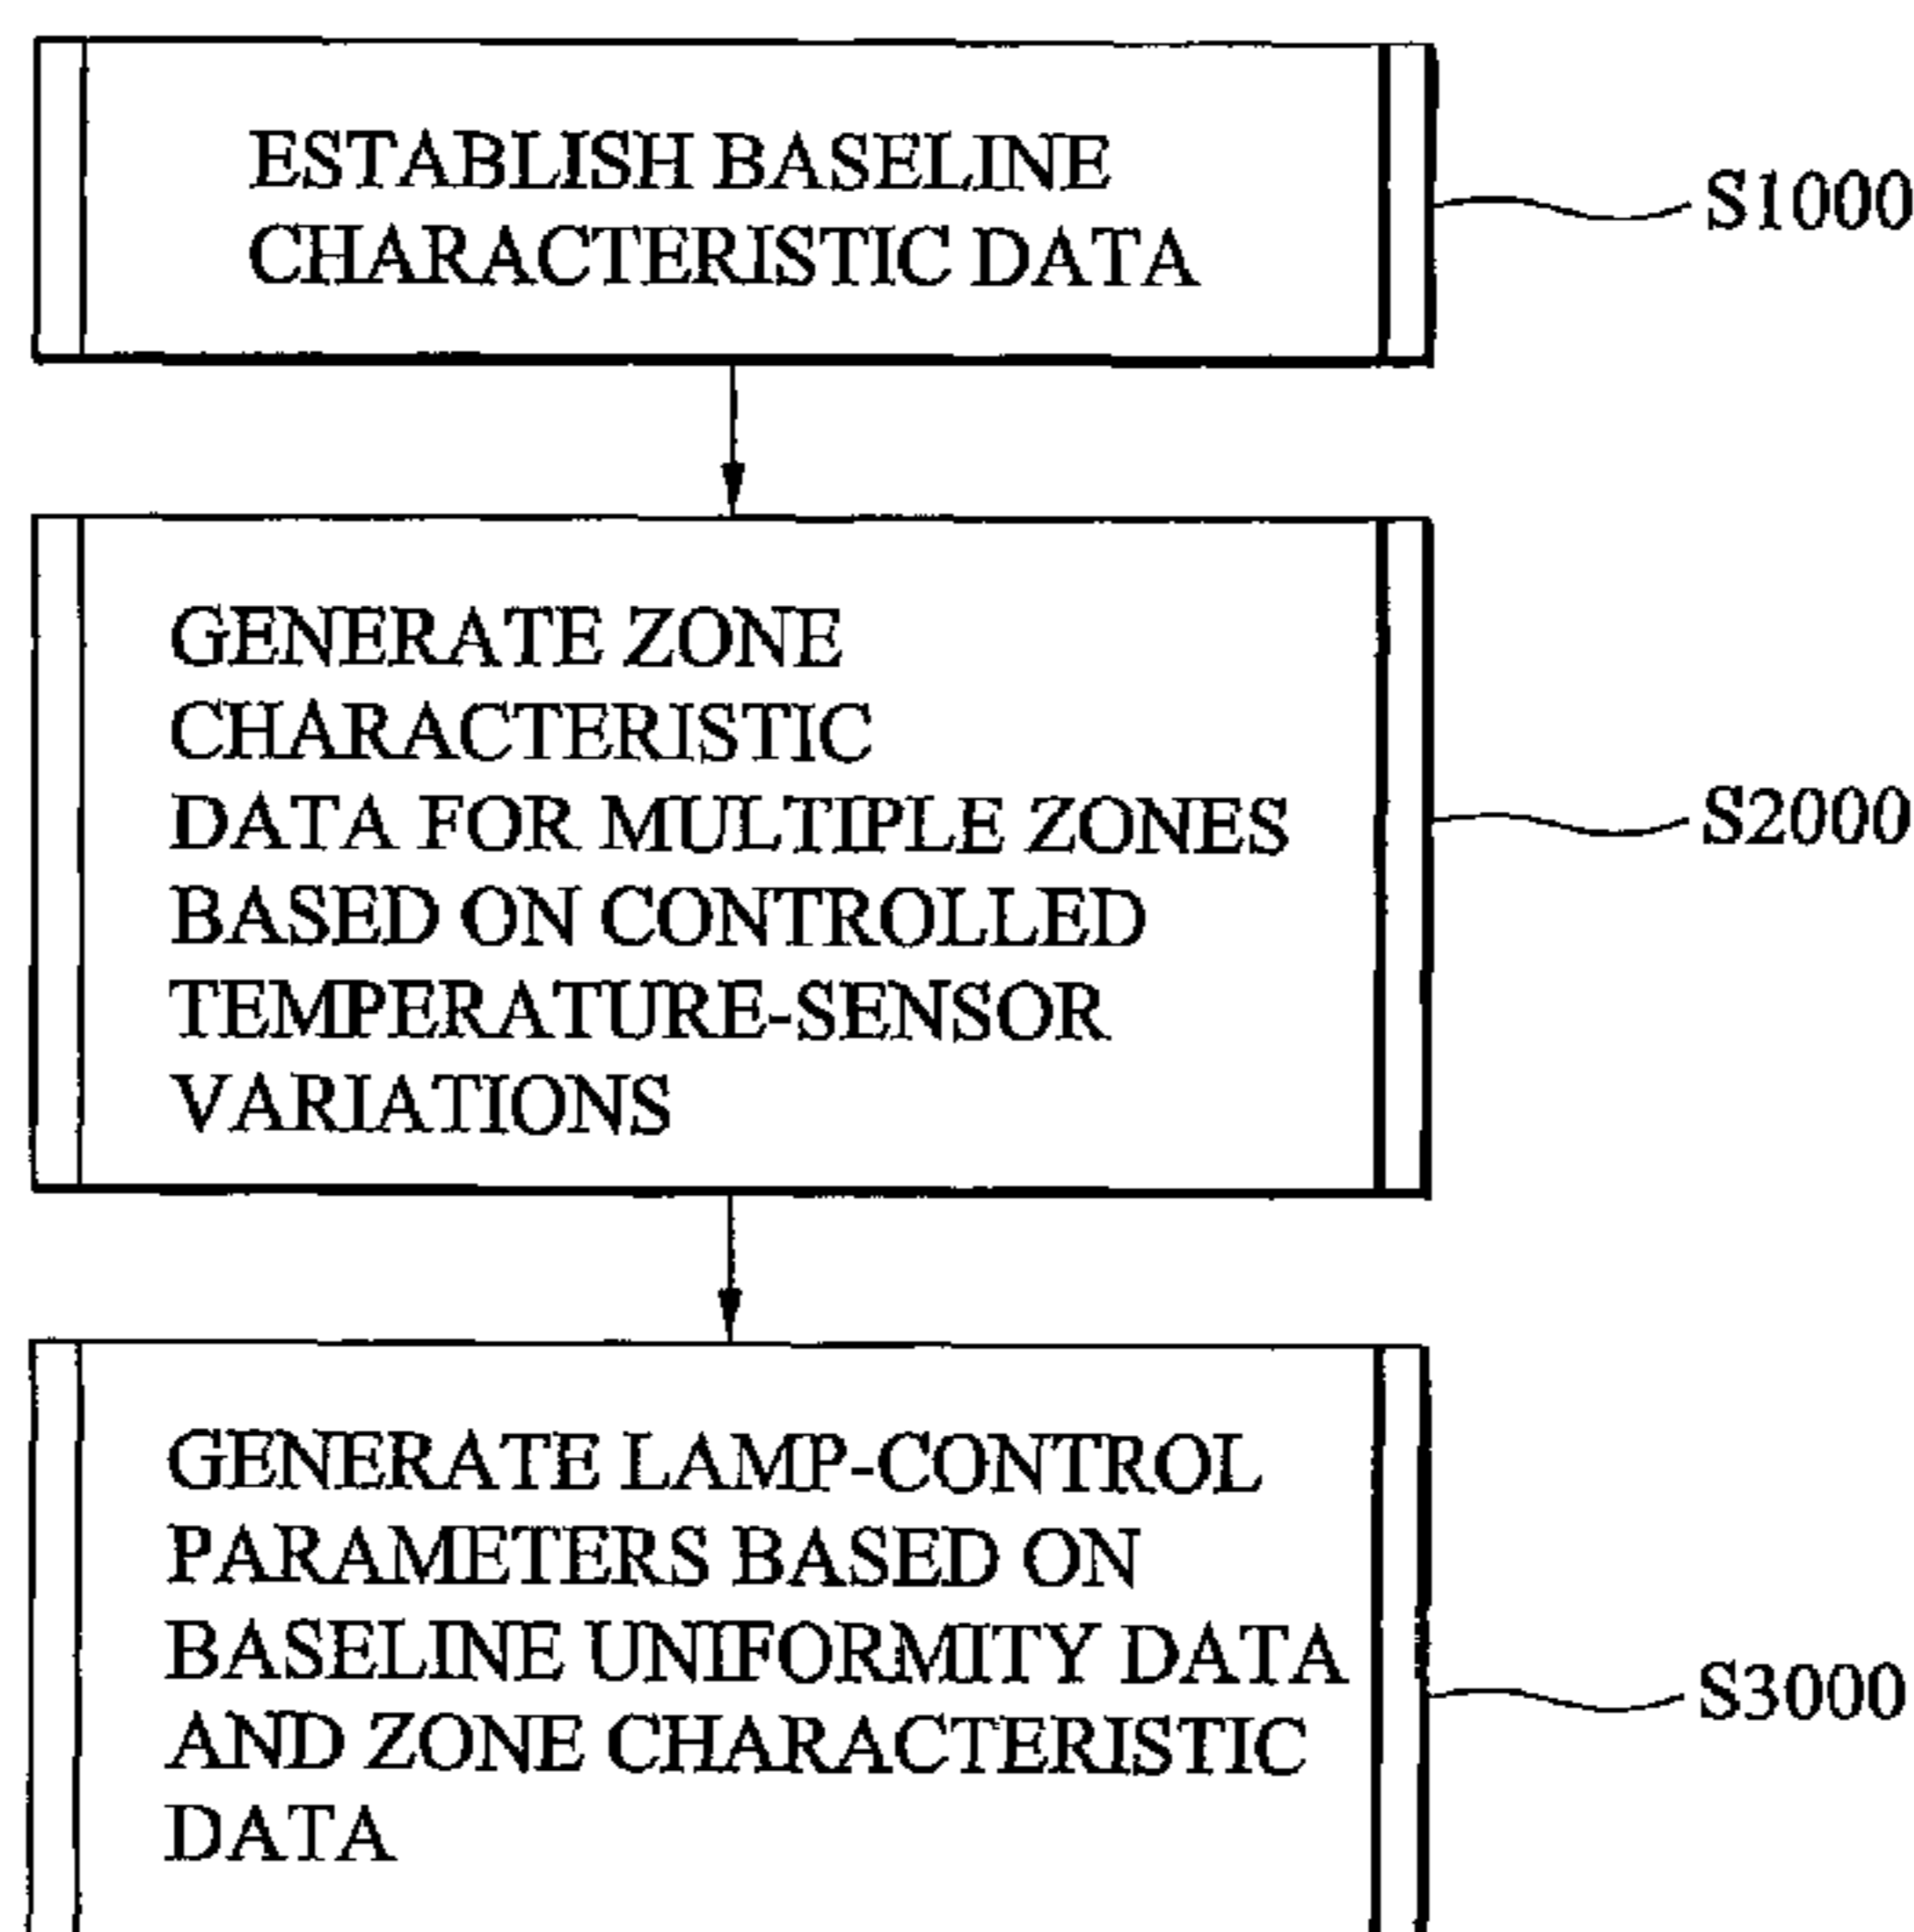 ESTABLISH BASELINE
CHARACTERISTIC DATA
S1000
GENERATE ZONE
CHARACTERISTIC
DATA FOR MULTIPLE ZONES
BASED ON CONTROLLED
TEMPERATURE-SENSOR
VARIATIONS
S2000
GENERATE LAMP-CONTROL
PARAMETERS BASED ON
BASELINE UNIFORMITY DATA
AND ZONE CHARACTERISTIC
DATA
S3000